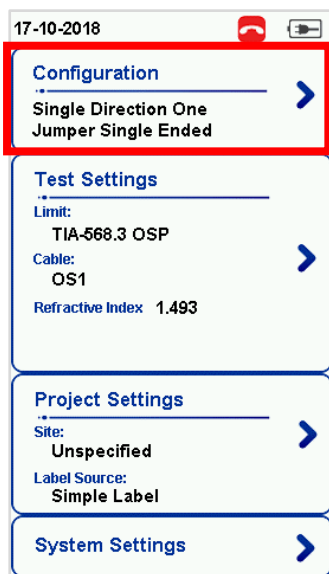 17-10-2018
Configuration
Single Direction One
Jumper Single Ended
Test Settings
Limit:
TIA-568.3 OSP
Cable:
OS1
Refractive Index 1.493
Project Settings
Site:
Unspecified
Label Source:
Simple Label
System Settings